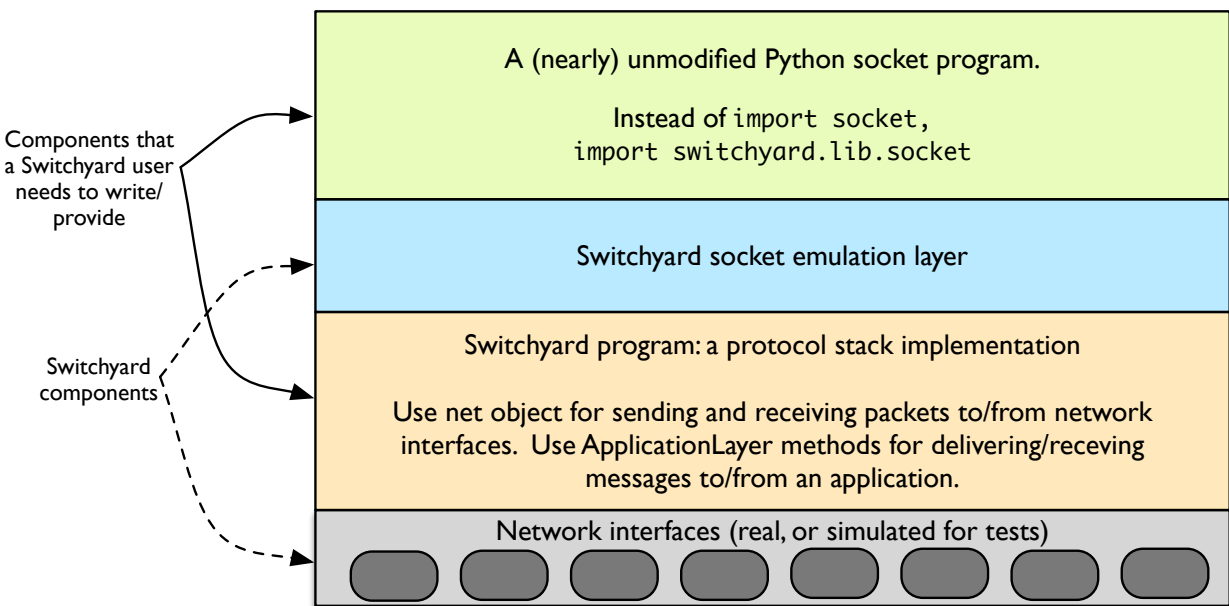 A (nearly) unmodified Python socket program.
Instead of import socket,
import switchyard.lib.socket
Components that
a Switchyard user
needs to write/
provide
Switchyard socket emulation layer
Switchyard
components
Switchyard program: a protocol stack implementation
Use net object for sending and receiving packets to/from network
interfaces. Use ApplicationLayer methods for delivering/receving
messages to/from an application.
Network interfaces (real, or simulated for tests)